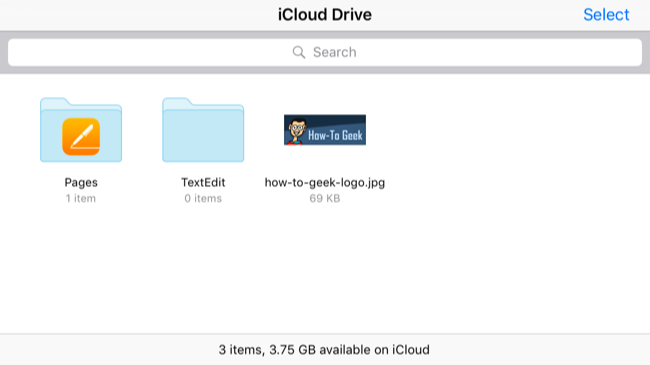 iCloud Drive
Select
Search
How-To Geek
Pages
TextEdit
how-to-geek-logo.jpg
1 item
0 items
69 KB
3 items, 3.75 GB available on iCloud